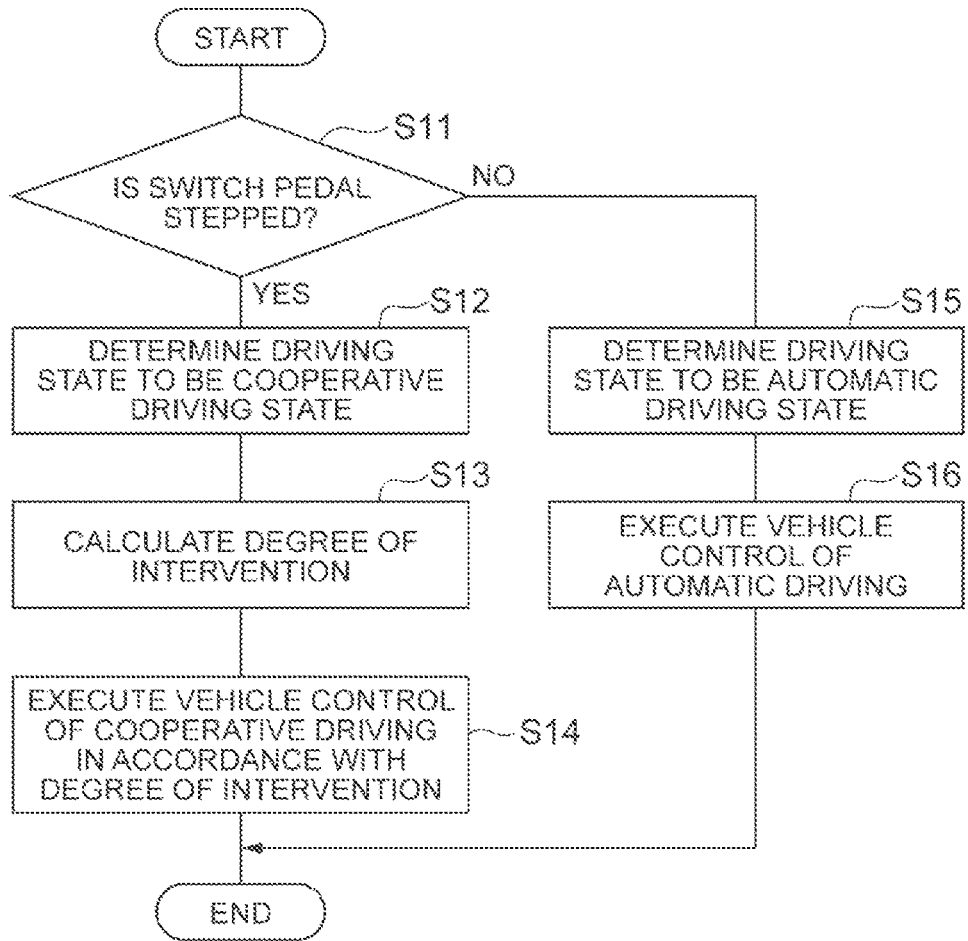 START
S11
IS SWITCH PEDAL
STEPPED?
NO
YES
S12
DETERMINE DRIVING
STATE TO BE COOPERATIVE
DRIVING STATE
S15
DETERMINE DRIVING
STATE TO BE AUTOMATIC
DRIVING STATE
S13
CALCULATE DEGREE OF
INTERVENTION
S16
EXECUTE VEHICLE
CONTROL OF
AUTOMATIC DRIVING
EXECUTE VEHICLE CONTROL
OF COOPERATIVE DRIVING
IN ACCORDANCE WITH
DEGREE OF INTERVENTION
S14
END